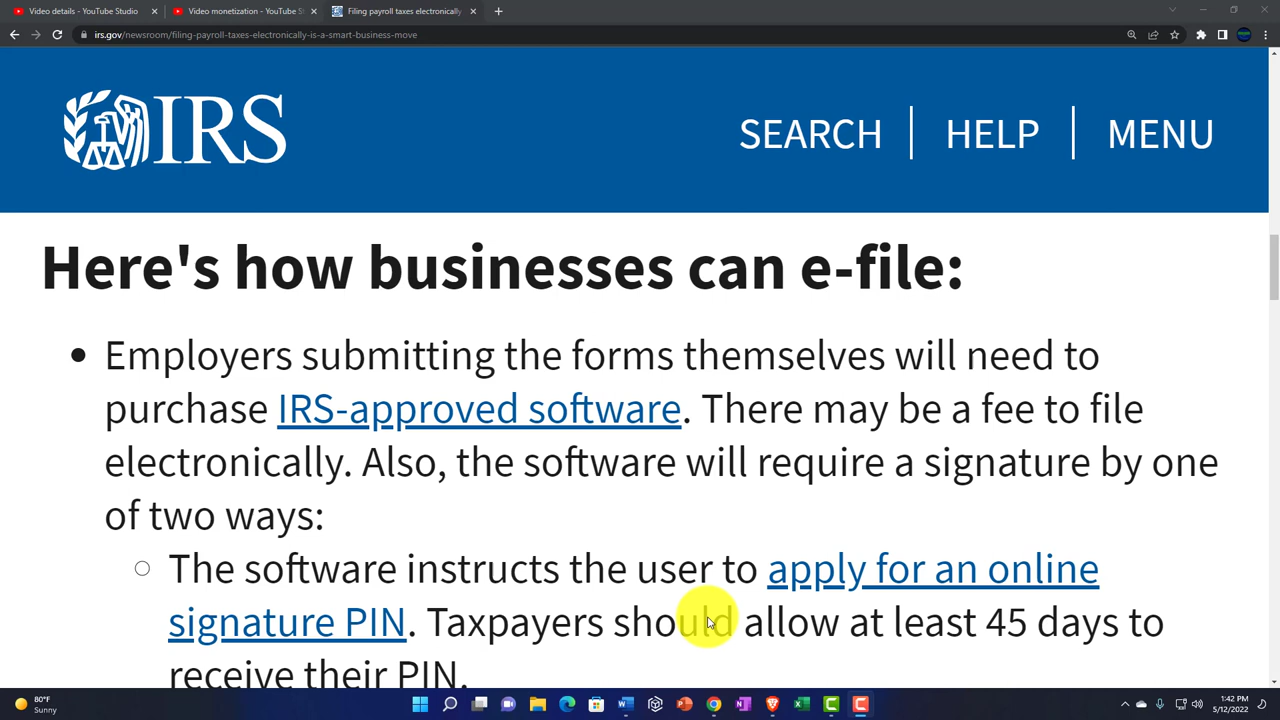 Video details - YouTube Studio
Video monetization - YouTube St
Filing payroll taxes electronically
irs.gov/newsroom/filing-payroll-taxes-electronically-is-a-smart-business-move
IRS
SEARCH
HELP
MENU
Here's how businesses can e-file:
Employers submitting the forms themselves will need to
purchase IRS-approved software. There may be a fee to file
electronically. Also, the software will require a signature by one
of two ways:
The software instructs the user to apply for an online
signature PIN. Taxpayers should allow at least 45 days to
receive their PIN.
80°F
Sunny
1:42 PM
5/12/2022